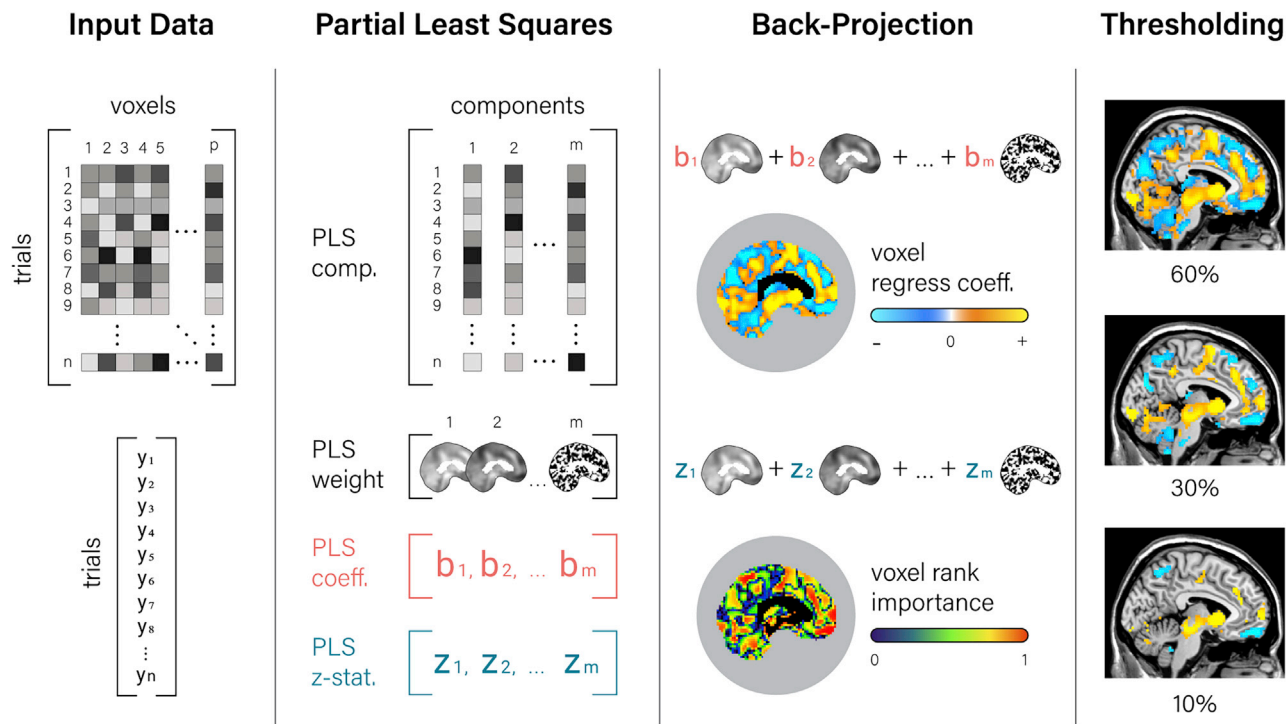 Input Data
Partial Least Squares
Back-Projection
Thresholding
voxels
1 2 3 4 5 p
trials
1
2
3
4
5
6
7
8
9
n
...
trials
y1
y2
y3
y4
y5
y6
y7
y8
yn
components
1 2 m
PLS
comp.
1
2
3
4
5
6
7
8
9
n
...
PLS
weight
1 2 m
...
PLS
coeff.
b1, b2, ... bm
PLS
z-stat.
z1, z2, ... zm
b1 + b2 + ... + bm
voxel
regress coeff.
- 0 +
z1 + z2 + ... + zm
voxel rank
importance
0 1
60%
30%
10%